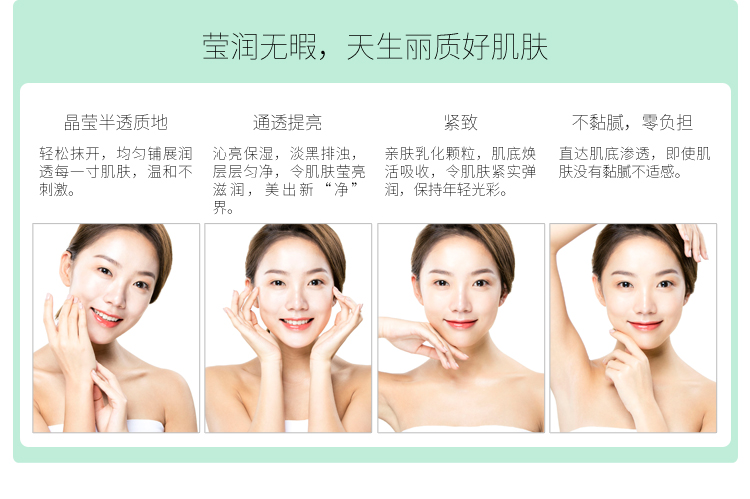 莹润无暇，天生丽质好肌肤
晶莹半透质地
轻松抹开，均匀铺展润
透每一寸肌肤，温和不
刺激。
通透提亮
沁亮保湿，淡黑排浊，
层层匀净，令肌肤莹亮
滋润，美出新“净”
界。
紧致
亲肤乳化颗粒，肌底焕
活吸收，令肌肤紧实弹
润，保持年轻光彩。
不黏腻，零负担
直达肌底渗透，即使肌
肤没有黏腻不适感。